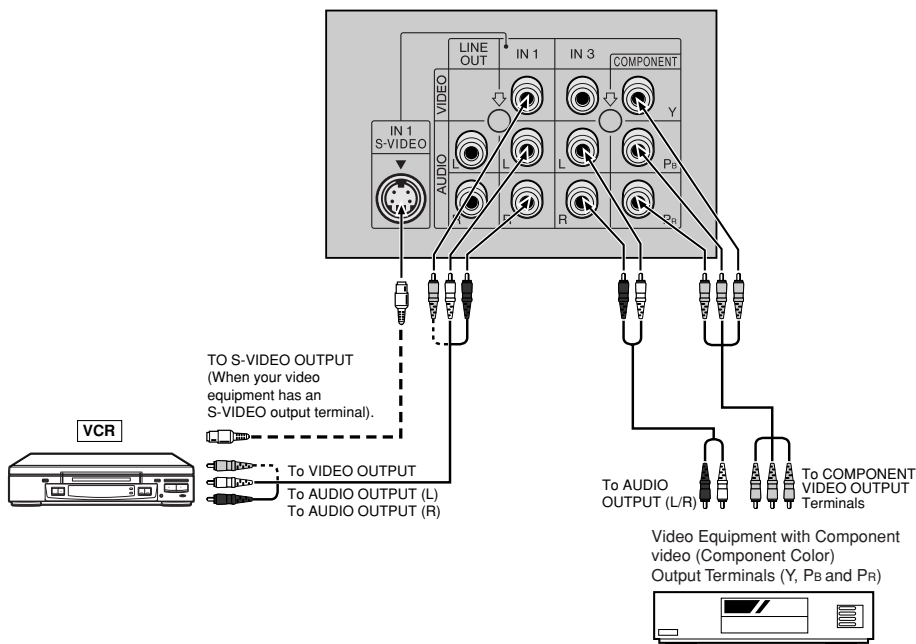 LINE
OUT
IN 1
IN 3
COMPONENT
VIDEO
Y
IN 1
S-VIDEO
AUDIO
L
L
L
PB
R
R
R
PR
TO S-VIDEO OUTPUT
(When your video
equipment has an
S-VIDEO output terminal).
VCR
To VIDEO OUTPUT
To AUDIO OUTPUT (L)
To AUDIO OUTPUT (R)
To AUDIO
OUTPUT (L/R)
To COMPONENT
VIDEO OUTPUT
Terminals
Video Equipment with Component
video (Component Color)
Output Terminals (Y, PB and PR)